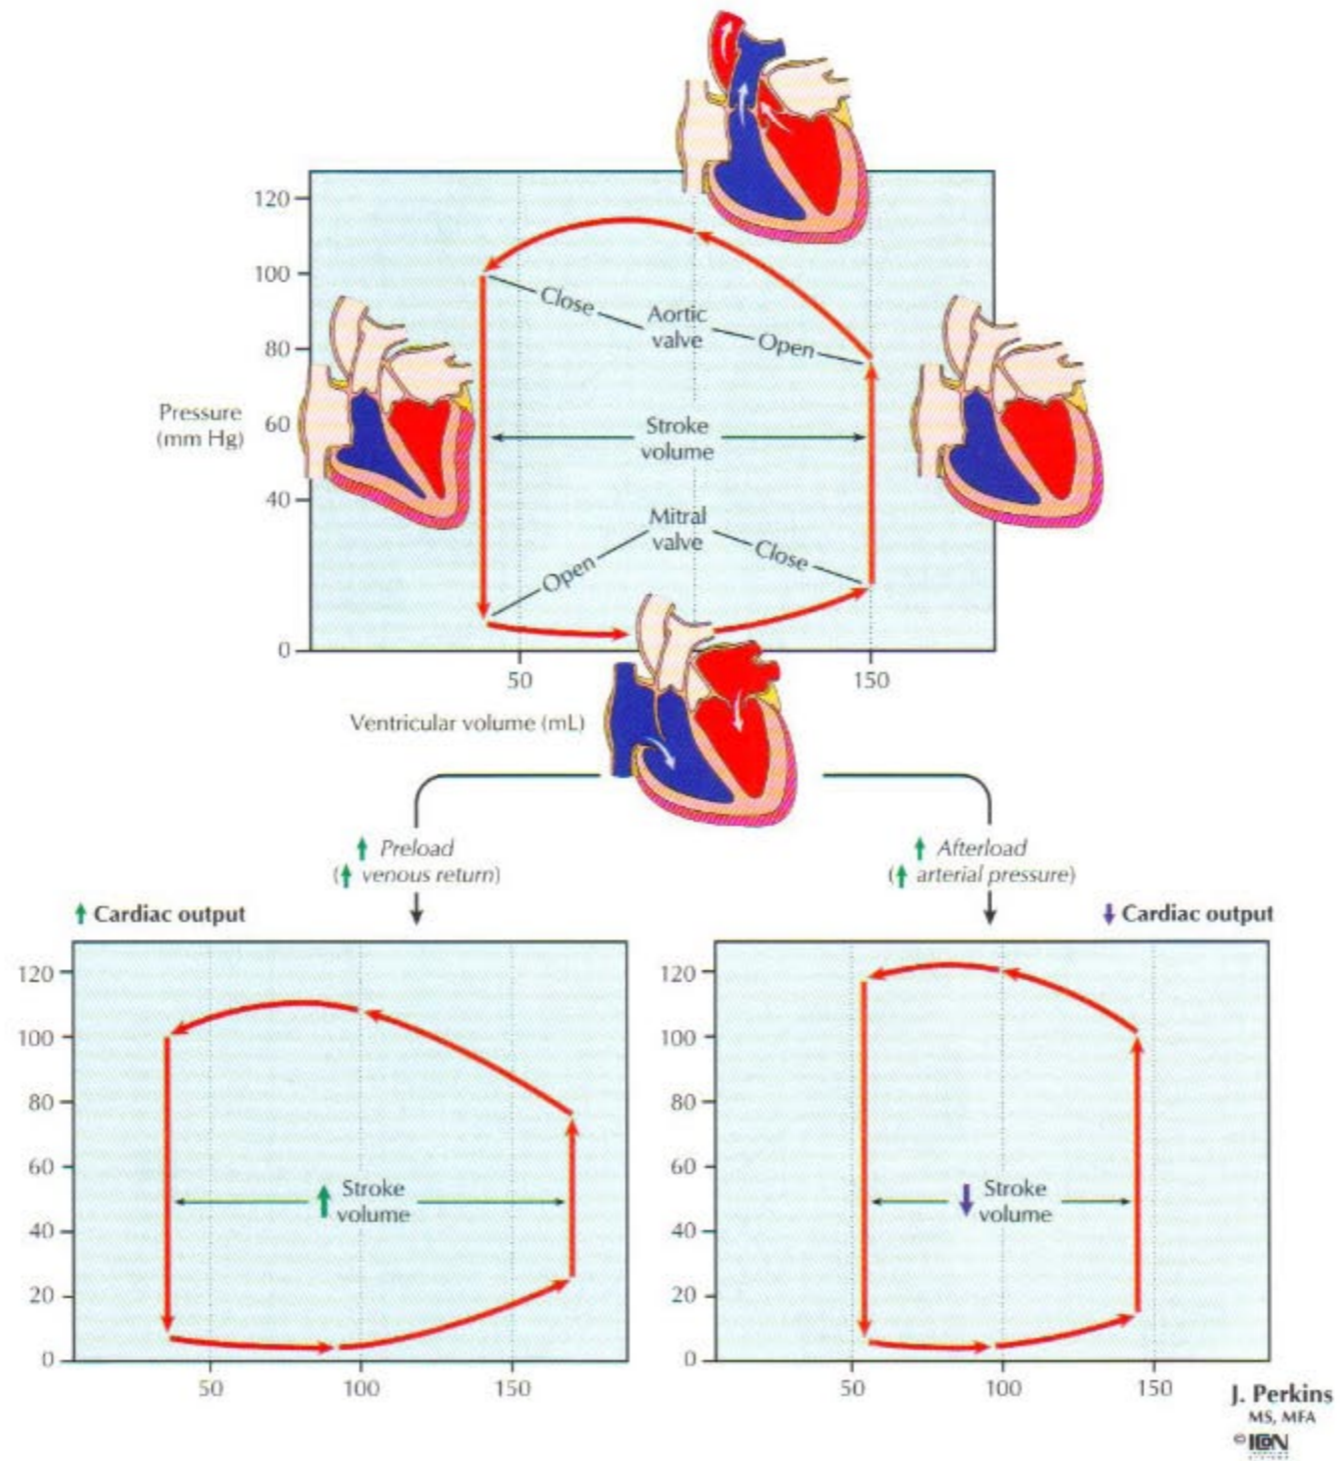 120
100
80
60
40
0
Pressure
(mm Hg)
Close
Aortic
valve
Open
Stroke
volume
Mitral
valve
Open
Close
50
150
Ventricular volume (mL)
Preload
( venous return)
Afterload
( arterial pressure)
Cardiac output
Cardiac output
120
100
80
60
40
20
0
Stroke
volume
50
100
150
120
100
80
60
40
20
0
Stroke
volume
50
100
150
J. Perkins
MS, MFA
©ICON